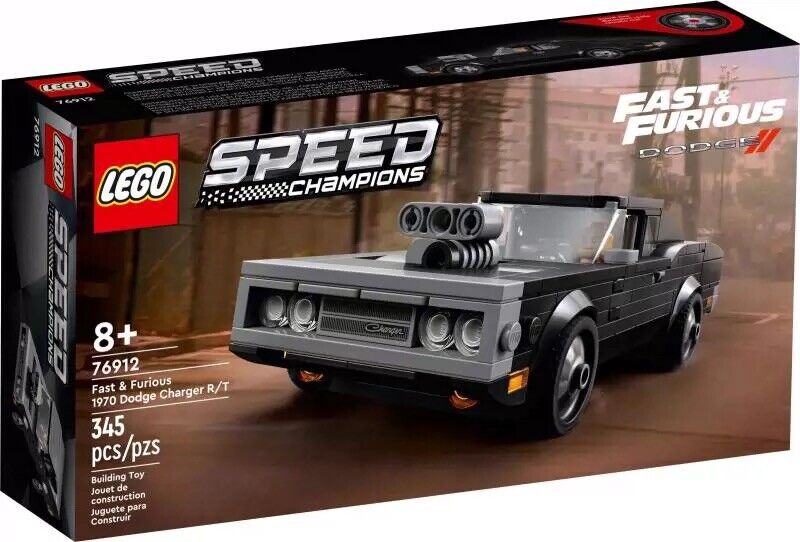 LEGO
76912
SPEED
CHAMPIONS
FAST &
FURIOUS
DODGE
LEGO
76912
SPEED
CHAMPIONS
LEGO
SPEED
CHAMPIONS
Charger
8+
76912
Fast & Furious
1970 Dodge Charger R/T
345
pcs/pzs
Building Toy
Jouet de
construction
Juguete para
Construir